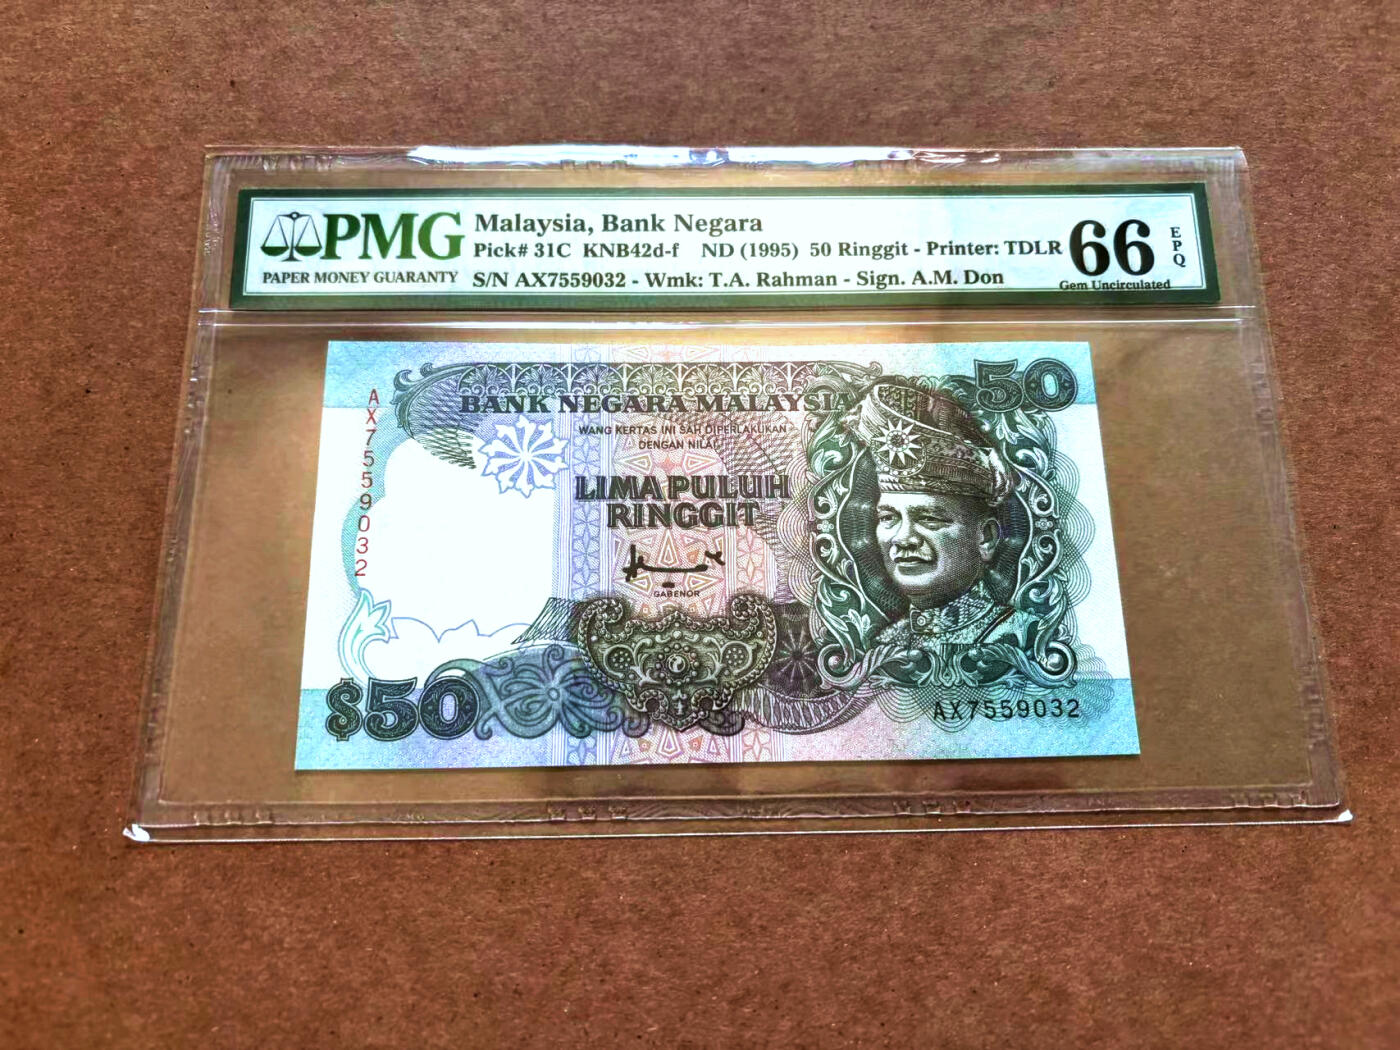 PMG
PAPER MONEY GUARANTY
Malaysia, Bank Negara
Pick# 31C KNB42d-f ND (1995) 50 Ringgit - Printer: TDLR
S/N AX7559032 - Wmk: T.A. Rahman - Sign. A.M. Don
66
EPQ
Gem Uncirculated
50
BANK NEGARA MALAYSIA
WANG KERTAS INI SAH DIPERLAKUKAN
DENGAN NILAI
AX7559032
LIMA PULUH
RINGGIT
GABENOR
$50
AX7559032